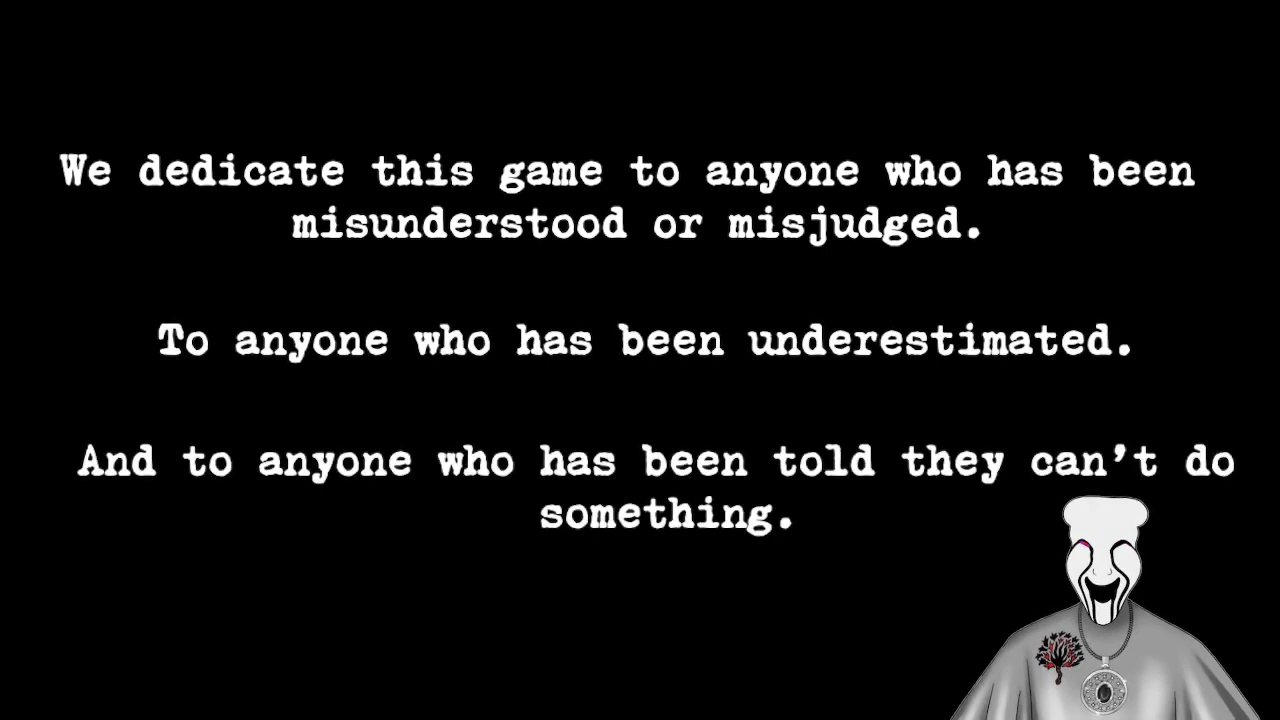 We dedicate this game to anyone who has been
misunderstood or misjudged.
To anyone who has been underestimated.
And to anyone who has been told they can't do
something.